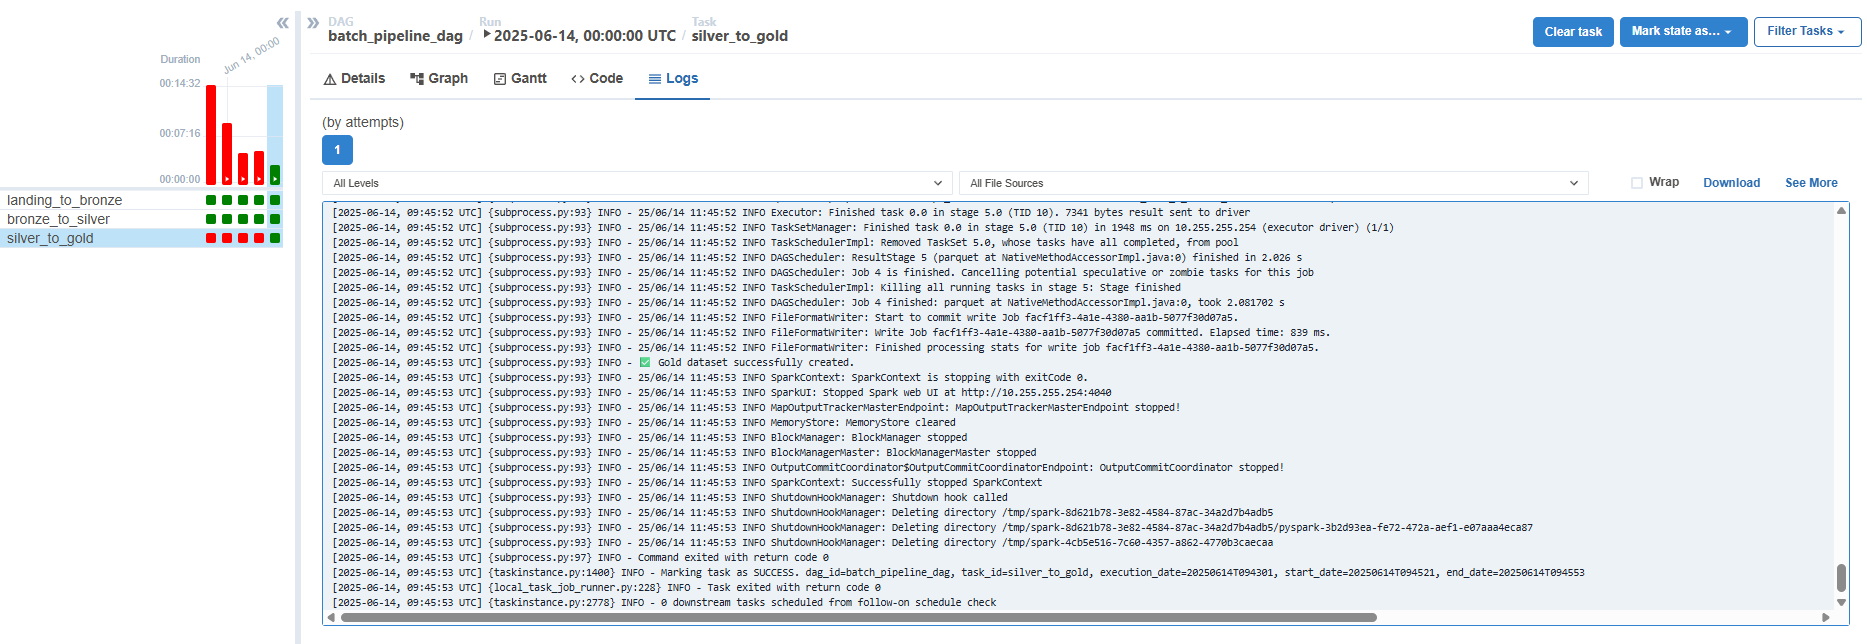 DAG
batch_pipeline_dag
/
Run
2025-06-14, 00:00:00 UTC
/
Task
silver_to_gold
Clear task
Mark state as...
Filter Tasks
Duration
Jun 14, 00:00
00:14:32
00:07:16
00:00:00
landing_to_bronze
bronze_to_silver
silver_to_gold
Details
Graph
Gantt
Code
Logs
(by attempts)
1
All Levels
All File Sources
Wrap
Download
See More
[2025-06-14, 09:45:52 UTC] {subprocess.py:93} INFO - 25/06/14 11:45:52 INFO Executor: Finished task 0.0 in stage 5.0 (TID 10). 7341 bytes result sent to driver
[2025-06-14, 09:45:52 UTC] {subprocess.py:93} INFO - 25/06/14 11:45:52 INFO TaskSetManager: Finished task 0.0 in stage 5.0 (TID 10) in 1948 ms on 10.255.255.254 (executor driver) (1/1)
[2025-06-14, 09:45:52 UTC] {subprocess.py:93} INFO - 25/06/14 11:45:52 INFO TaskSchedulerImpl: Removed TaskSet 5.0, whose tasks have all completed, from pool
[2025-06-14, 09:45:52 UTC] {subprocess.py:93} INFO - 25/06/14 11:45:52 INFO DAGScheduler: ResultStage 5 (parquet at NativeMethodAccessorImpl.java:0) finished in 2.026 s
[2025-06-14, 09:45:52 UTC] {subprocess.py:93} INFO - 25/06/14 11:45:52 INFO DAGScheduler: Job 4 is finished. Cancelling potential speculative or zombie tasks for this job
[2025-06-14, 09:45:52 UTC] {subprocess.py:93} INFO - 25/06/14 11:45:52 INFO TaskSchedulerImpl: Killing all running tasks in stage 5: Stage finished
[2025-06-14, 09:45:52 UTC] {subprocess.py:93} INFO - 25/06/14 11:45:52 INFO DAGScheduler: Job 4 finished: parquet at NativeMethodAccessorImpl.java:0, took 2.081702 s
[2025-06-14, 09:45:52 UTC] {subprocess.py:93} INFO - 25/06/14 11:45:52 INFO FileFormatWriter: Start to commit write Job facf1ff3-4a1e-4380-aa1b-5077f30d07a5.
[2025-06-14, 09:45:52 UTC] {subprocess.py:93} INFO - 25/06/14 11:45:52 INFO FileFormatWriter: Write Job facf1ff3-4a1e-4380-aa1b-5077f30d07a5 committed. Elapsed time: 839 ms.
[2025-06-14, 09:45:52 UTC] {subprocess.py:93} INFO - 25/06/14 11:45:52 INFO FileFormatWriter: Finished processing stats for write job facf1ff3-4a1e-4380-aa1b-5077f30d07a5.
[2025-06-14, 09:45:53 UTC] {subprocess.py:93} INFO - ✅ Gold dataset successfully created.
[2025-06-14, 09:45:53 UTC] {subprocess.py:93} INFO - 25/06/14 11:45:53 INFO SparkContext: SparkContext is stopping with exitCode 0.
[2025-06-14, 09:45:53 UTC] {subprocess.py:93} INFO - 25/06/14 11:45:53 INFO SparkUI: Stopped Spark web UI at http://10.255.255.254:4040
[2025-06-14, 09:45:53 UTC] {subprocess.py:93} INFO - 25/06/14 11:45:53 INFO MapOutputTrackerMasterEndpoint: MapOutputTrackerMasterEndpoint stopped!
[2025-06-14, 09:45:53 UTC] {subprocess.py:93} INFO - 25/06/14 11:45:53 INFO MemoryStore: MemoryStore cleared
[2025-06-14, 09:45:53 UTC] {subprocess.py:93} INFO - 25/06/14 11:45:53 INFO BlockManager: BlockManager stopped
[2025-06-14, 09:45:53 UTC] {subprocess.py:93} INFO - 25/06/14 11:45:53 INFO BlockManagerMaster: BlockManagerMaster stopped
[2025-06-14, 09:45:53 UTC] {subprocess.py:93} INFO - 25/06/14 11:45:53 INFO OutputCommitCoordinator$OutputCommitCoordinatorEndpoint: OutputCommitCoordinator stopped!
[2025-06-14, 09:45:53 UTC] {subprocess.py:93} INFO - 25/06/14 11:45:53 INFO SparkContext: Successfully stopped SparkContext
[2025-06-14, 09:45:53 UTC] {subprocess.py:93} INFO - 25/06/14 11:45:53 INFO ShutdownHookManager: Shutdown hook called
[2025-06-14, 09:45:53 UTC] {subprocess.py:93} INFO - 25/06/14 11:45:53 INFO ShutdownHookManager: Deleting directory /tmp/spark-8d621b78-3e82-4584-87ac-34a2d7b4adb5
[2025-06-14, 09:45:53 UTC] {subprocess.py:93} INFO - 25/06/14 11:45:53 INFO ShutdownHookManager: Deleting directory /tmp/spark-8d621b78-3e82-4584-87ac-34a2d7b4adb5/pyspark-3b2d93ea-fe72-472a-aef1-e07aaa4eca87
[2025-06-14, 09:45:53 UTC] {subprocess.py:93} INFO - 25/06/14 11:45:53 INFO ShutdownHookManager: Deleting directory /tmp/spark-4cb5e516-7c60-4357-a862-4770b3caecaa
[2025-06-14, 09:45:53 UTC] {subprocess.py:97} INFO - Command exited with return code 0
[2025-06-14, 09:45:53 UTC] {taskinstance.py:1400} INFO - Marking task as SUCCESS. dag_id=batch_pipeline_dag, task_id=silver_to_gold, execution_date=20250614T094301, start_date=20250614T094521, end_date=20250614T094553
[2025-06-14, 09:45:53 UTC] {local_task_job_runner.py:228} INFO - Task exited with return code 0
[2025-06-14, 09:45:53 UTC] {taskinstance.py:2778} INFO - 0 downstream tasks scheduled from follow-on schedule check